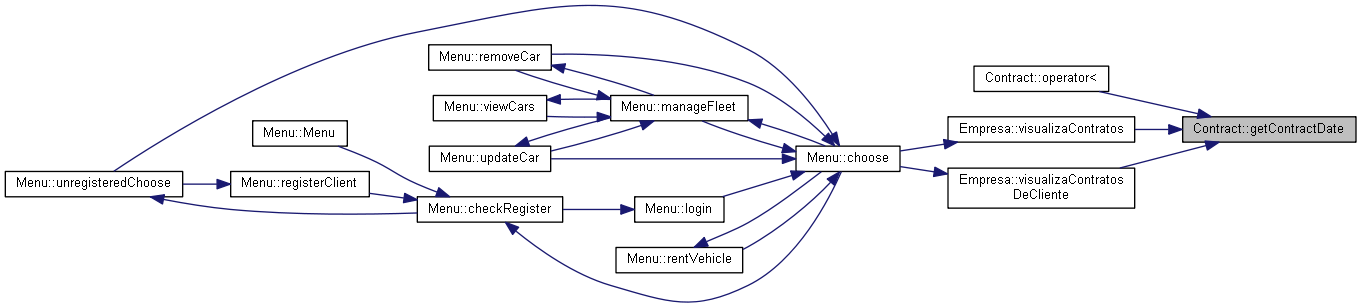 Menu::removeCar
Contract::operator<
Menu::viewCars
Menu::manageFleet
Menu::Menu
Empresa::visualizaContratos
Contract::getContractDate
Menu::updateCar
Menu::choose
Menu::unregisteredChoose
Menu::registerClient
Empresa::visualizaContratos
DeCliente
Menu::checkRegister
Menu::login
Menu::rentVehicle